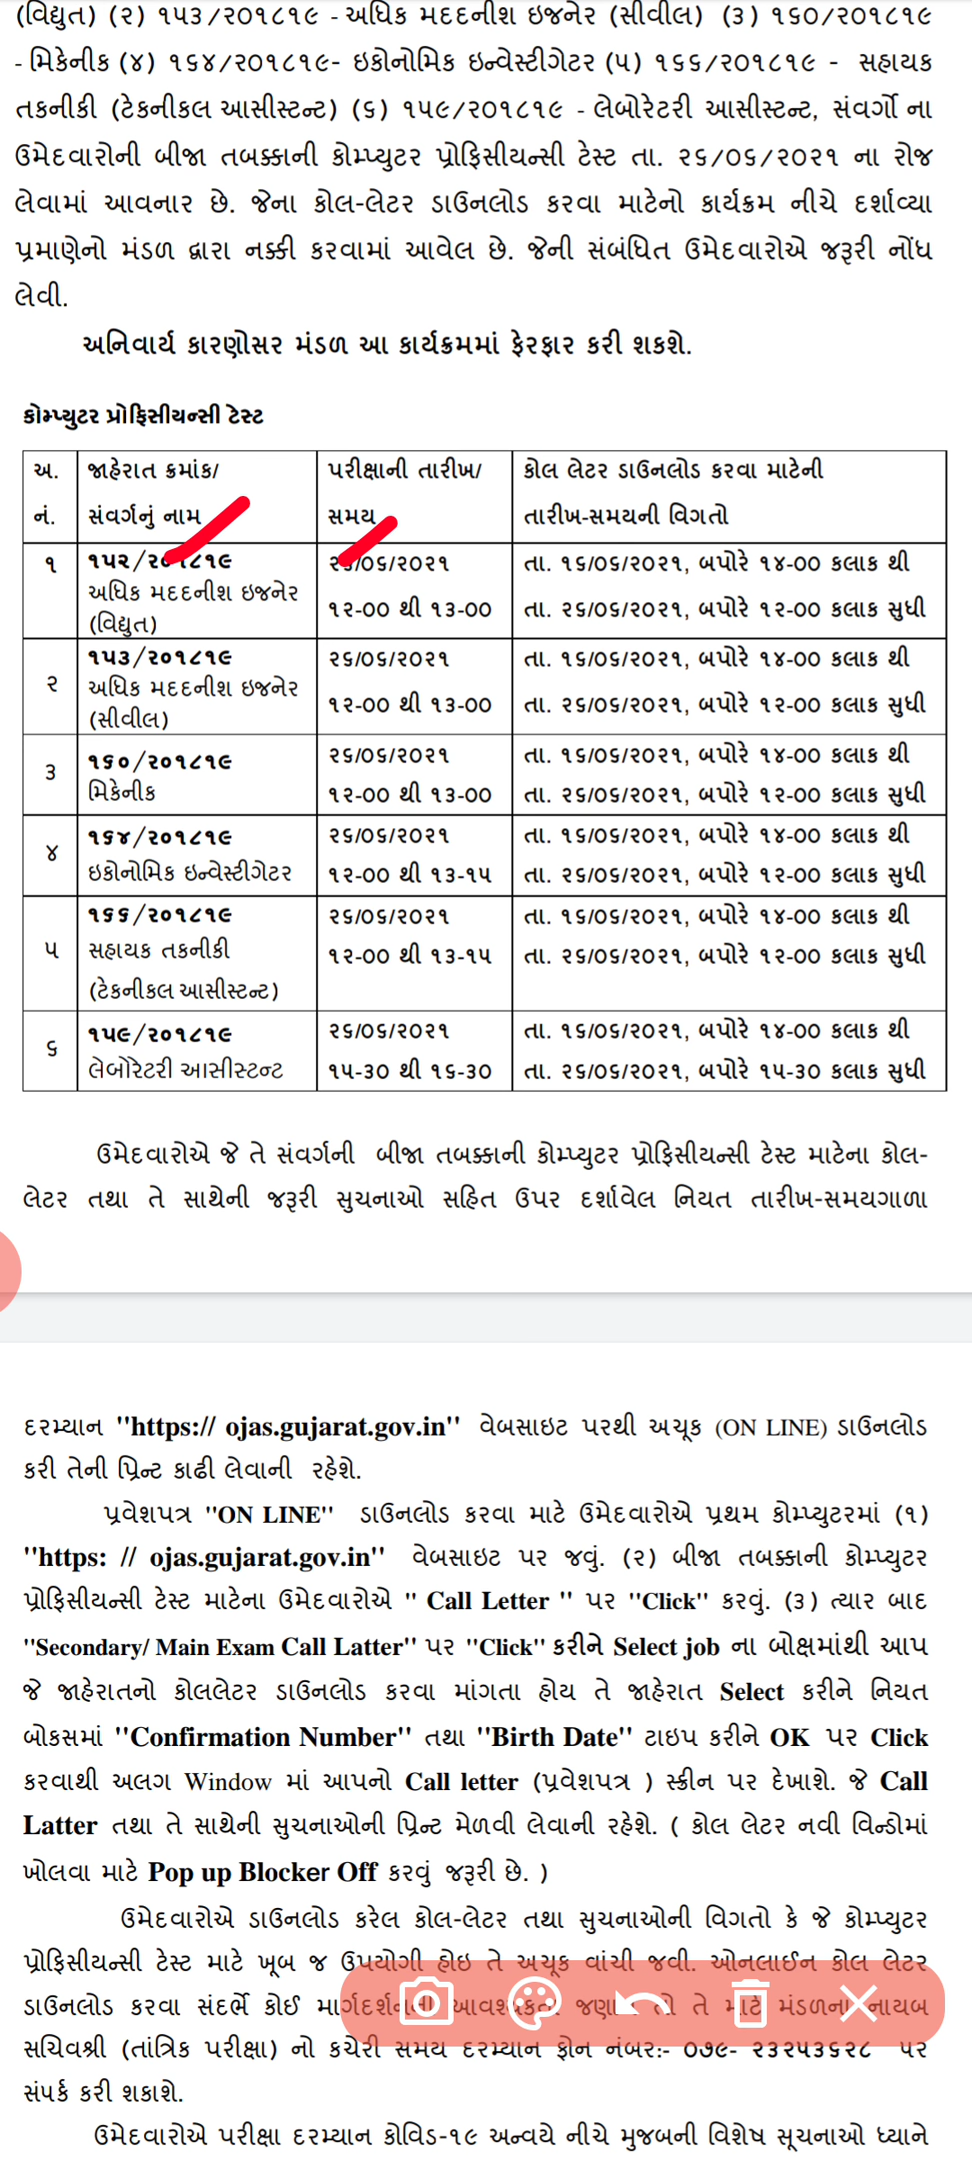 (વિદ્યુત) (૨) ૧૫૩/૨૦૧૮૧૯ - અધિક મદદનીશ ઇજનેર (સીવીલ) (૩) ૧૬૦/૨૦૧૮૧૯
- મિકેનીક (૪) ૧૬૪/૨૦૧૮૧૯- ઇકોનોમિક ઇન્વેસ્ટીગેટર (૫) ૧૬૬/૨૦૧૮૧૯ - સહાયક
તકનીકી (ટેકનીકલ આસીસ્ટન્ટ) (૬) ૧૫૯/૨૦૧૮૧૯ - લેબોરેટરી આસીસ્ટન્ટ, સંવર્ગો ના
ઉમેદવારોની બીજા તબક્કાની કોમ્પ્યુટર પ્રોફિસીયન્સી ટેસ્ટ તા. ૨૬/૦૬/૨૦૨૧ ના રોજ
લેવામાં આવનાર છે. જેના કોલ-લેટર ડાઉનલોડ કરવા માટેનો કાર્યક્રમ નીચે દર્શાવ્યા
પ્રમાણેનો મંડળ દ્વારા નક્કી કરવામાં આવેલ છે. જેની સંબંધિત ઉમેદવારોએ જરૂરી નોંધ
લેવી.
અનિવાર્ય કારણોસર મંડળ આ કાર્યક્રમમાં ફેરફાર કરી શકશે.
કોમ્પ્યુટર પ્રોફિસીયન્સી ટેસ્ટ
અ. નં. જાહેરાત ક્રમાંક/ સંવર્ગનું નામ પરીક્ષાની તારીખ/ સમય કોલ લેટર ડાઉનલોડ કરવા માટેની તારીખ-સમયની વિગતો
૧ ૧૫૨/૨૦૧૮૧૯ ૨૬/૦૬/૨૦૨૧ તા. ૧૬/૦૬/૨૦૨૧, બપોરે ૧૪-૦૦ કલાક થી
અધિક મદદનીશ ઇજનેર (વિદ્યુત) ૧૨-૦૦ થી ૧૩-૦૦ તા. ૨૬/૦૬/૨૦૨૧, બપોરે ૧૨-૦૦ કલાક સુધી
૨ ૧૫૩/૨૦૧૮૧૯ ૨૬/૦૬/૨૦૨૧ તા. ૧૬/૦૬/૨૦૨૧, બપોરે ૧૪-૦૦ કલાક થી
અધિક મદદનીશ ઇજનેર (સીવીલ) ૧૨-૦૦ થી ૧૩-૦૦ તા. ૨૬/૦૬/૨૦૨૧, બપોરે ૧૨-૦૦ કલાક સુધી
૩ ૧૬૦/૨૦૧૮૧૯ ૨૬/૦૬/૨૦૨૧ તા. ૧૬/૦૬/૨૦૨૧, બપોરે ૧૪-૦૦ કલાક થી
મિકેનીક ૧૨-૦૦ થી ૧૩-૦૦ તા. ૨૬/૦૬/૨૦૨૧, બપોરે ૧૨-૦૦ કલાક સુધી
૪ ૧૬૪/૨૦૧૮૧૯ ૨૬/૦૬/૨૦૨૧ તા. ૧૬/૦૬/૨૦૨૧, બપોરે ૧૪-૦૦ કલાક થી
ઇકોનોમિક ઇન્વેસ્ટીગેટર ૧૨-૦૦ થી ૧૩-૧૫ તા. ૨૬/૦૬/૨૦૨૧, બપોરે ૧૨-૦૦ કલાક સુધી
૫ ૧૬૬/૨૦૧૮૧૯ ૨૬/૦૬/૨૦૨૧ તા. ૧૬/૦૬/૨૦૨૧, બપોરે ૧૪-૦૦ કલાક થી
સહાયક તકનીકી ૧૨-૦૦ થી ૧૩-૧૫ તા. ૨૬/૦૬/૨૦૨૧, બપોરે ૧૨-૦૦ કલાક સુધી
(ટેકનીકલ આસીસ્ટન્ટ)
૬ ૧૫૯/૨૦૧૮૧૯ ૨૬/૦૬/૨૦૨૧ તા. ૧૬/૦૬/૨૦૨૧, બપોરે ૧૪-૦૦ કલાક થી
લેબોરેટરી આસીસ્ટન્ટ ૧૫-૩૦ થી ૧૬-૩૦ તા. ૨૬/૦૬/૨૦૨૧, બપોરે ૧૫-૩૦ કલાક સુધી
ઉમેદવારોએ જે તે સંવર્ગની બીજા તબક્કાની કોમ્પ્યુટર પ્રોફિસીયન્સી ટેસ્ટ માટેના કોલ-
લેટર તથા તે સાથેની જરૂરી સુચનાઓ સહિત ઉપર દર્શાવેલ નિયત તારીખ-સમયગાળા
દરમ્યાન ''https:// ojas.gujarat.gov.in'' વેબસાઇટ પરથી અચૂક (ON LINE) ડાઉનલોડ
કરી તેની પ્રિન્ટ કાઢી લેવાની રહેશે.
પ્રવેશપત્ર ''ON LINE'' ડાઉનલોડ કરવા માટે ઉમેદવારોએ પ્રથમ કોમ્પ્યુટરમાં (૧)
''https: // ojas.gujarat.gov.in'' વેબસાઇટ પર જવું. (૨) બીજા તબક્કાની કોમ્પ્યુટર
પ્રોફિસીયન્સી ટેસ્ટ માટેના ઉમેદવારોએ '' Call Letter '' પર ''Click'' કરવું. (૩) ત્યાર બાદ
''Secondary/ Main Exam Call Latter'' પર ''Click'' કરીને Select job ના બોક્ષમાંથી આપ
જે જાહેરાતનો કોલલેટર ડાઉનલોડ કરવા માંગતા હોય તે જાહેરાત Select કરીને નિયત
બોકસમાં ''Confirmation Number'' તથા ''Birth Date'' ટાઇપ કરીને OK પર Click
કરવાથી અલગ Window માં આપનો Call letter (પ્રવેશપત્ર ) સ્ક્રીન પર દેખાશે. જે Call
Latter તથા તે સાથેની સુચનાઓની પ્રિન્ટ મેળવી લેવાની રહેશે. ( કોલ લેટર નવી વિન્ડોમાં
ખોલવા માટે Pop up Blocker Off કરવું જરૂરી છે. )
ઉમેદવારોએ ડાઉનલોડ કરેલ કોલ-લેટર તથા સુચનાઓની વિગતો કે જે કોમ્પ્યુટર
પ્રોફિસીયન્સી ટેસ્ટ માટે ખૂબ જ ઉપયોગી હોઇ તે અચૂક વાંચી જવી. ઓનલાઈન કોલ લેટર
ડાઉનલોડ કરવા સંદર્ભે કોઈ તો તે માટે મંડળના નાયબ
સચિવશ્રી (તાંત્રિક પરીક્ષા) નો કચેરી સમય દરમ્યાન ફોન નંબર:- ૦૭૯- ૨૩૨૫૩૬૨૮ પર
સંપર્ક કરી શકાશે.
ઉમેદવારોએ પરીક્ષા દરમ્યાન કોવિડ-૧૯ અન્વયે નીચે મુજબની વિશેષ સૂચનાઓ ધ્યાને